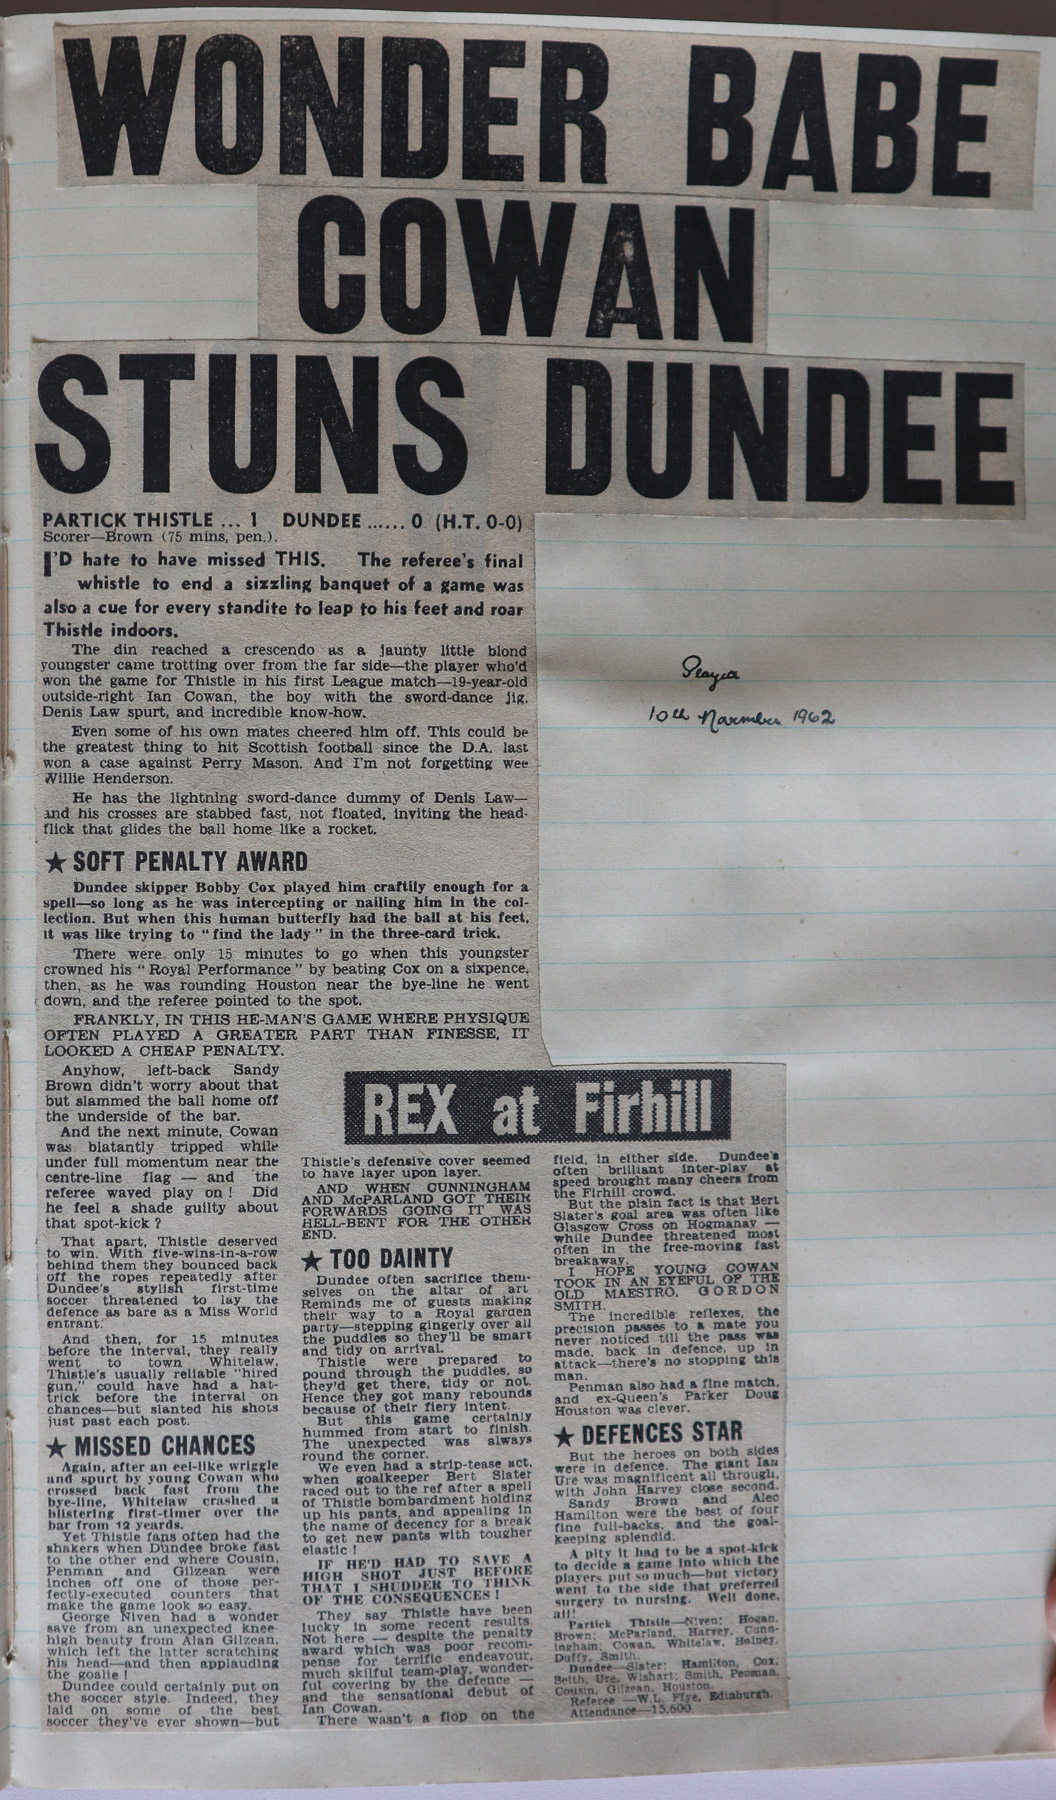 WONDER BABE
COWAN
STUNS DUNDEE
PARTICK THISTLE ... 1 DUNDEE ...... 0 (H.T. 0-0)
Scorer—Brown (75 mins, pen.).
I'D hate to have missed THIS. The referee's final
whistle to end a sizzling banquet of a game was
also a cue for every standite to leap to his feet and roar
Thistle indoors.
The din reached a crescendo as a jaunty little blond
youngster came trotting over from the far side—the player who'd
won the game for Thistle in his first League match—19-year-old
outside-right Ian Cowan, the boy with the sword-dance jig,
Denis Law spurt, and incredible know-how.
Even some of his own mates cheered him off. This could be
the greatest thing to hit Scottish football since the D.A. last
won a case against Perry Mason. And I'm not forgetting wee
Willie Henderson.
He has the lightning sword-dance dummy of Denis Law—
and his crosses are stabbed fast, not floated, inviting the head-
flick that glides the ball home like a rocket.
★ SOFT PENALTY AWARD
Dundee skipper Bobby Cox played him craftily enough for a
spell—so long as he was intercepting or nailing him in the col-
lection. But when this human butterfly had the ball at his feet,
it was like trying to "find the lady" in the three-card trick.
There were only 15 minutes to go when this youngster
crowned his "Royal Performance" by beating Cox on a sixpence,
then, as he was rounding Houston near the bye-line he went
down, and the referee pointed to the spot.
FRANKLY, IN THIS HE-MAN'S GAME WHERE PHYSIQUE
OFTEN PLAYED A GREATER PART THAN FINESSE, IT
LOOKED A CHEAP PENALTY.
Anyhow, left-back Sandy
Brown didn't worry about that
but slammed the ball home off
the underside of the bar.
And the next minute, Cowan
was blatantly tripped while
under full momentum near the
centre-line flag — and the
referee waved play on! Did
he feel a shade guilty about
that spot-kick?
That apart, Thistle deserved
to win. With five-wins-in-a-row
behind them they bounced back
off the ropes repeatedly after
Dundee's stylish first-time
soccer threatened to lay the
defence as bare as a Miss World
entrant.
And then, for 15 minutes
before the interval, they really
went to town Whitelaw,
Thistle's usually reliable "hired
gun," could have had a hat-
trick before the interval on
chances—but slanted his shots
just past each post.
★ MISSED CHANCES
Again, after an eel-like wriggle
and spurt by young Cowan who
crossed back fast from the
bye-line, Whitelaw crashed a
blistering first-timer over the
bar from 12 yeards.
Yet Thistle fans often had the
shakers when Dundee broke fast
to the other end where Cousin,
Penman and Gilzean were
inches off one of those per-
fectly-executed counters that
make the game look so easy.
George Niven had a wonder
save from an unexpected knee-
high beauty from Alan Gilzean,
which left the latter scratching
his head—and then applauding
the goalie!
Dundee could certainly put on
the soccer style. Indeed, they
laid on some of the best
soccer they've ever shown—but
REX at Firhill
Thistle's defensive cover seemed
to have layer upon layer.
AND WHEN CUNNINGHAM
AND McPARLAND GOT THEIR
FORWARDS GOING IT WAS
HELL-BENT FOR THE OTHER
END.
★ TOO DAINTY
Dundee often sacrifice them-
selves on the altar of art
Reminds me of guests making
their way to a Royal garden
party—stepping gingerly over all
the puddles so they'll be smart
and tidy on arrival.
Thistle were prepared to
pound through the puddles, so
they'd get there, tidy or not.
Hence they got many rebounds
because of their fiery intent.
But this game certainly
hummed from start to finish.
The unexpected was always
round the corner.
We even had a strip-tease act,
when goalkeeper Bert Slater
raced out to the ref after a spell
of Thistle bombardment holding
up his pants, and appealing in
the name of decency for a break
to get new pants with tougher
elastic!
IF HE'D HAD TO SAVE A
HIGH SHOT JUST BEFORE
THAT I SHUDDER TO THINK
OF THE CONSEQUENCES!
They say Thistle have been
lucky in some recent results.
Not here — despite the penalty
award which was poor recom-
pense for terrific endeavour,
much skilful team-play, wonder-
ful covering by the defence —
and the sensational debut of
Ian Cowan.
There wasn't a flop on the
field, in either side. Dundee's
often brilliant inter-play at
speed brought many cheers from
the Firhill crowd.
But the plain fact is that Bert
Slater's goal area was often like
Glasgow Cross on Hogmanay —
while Dundee threatened most
often in the free-moving fast
breakaway.
I HOPE YOUNG COWAN
TOOK IN AN EYEFUL OF THE
OLD MAESTRO, GORDON
SMITH.
The incredible reflexes, the
precision passes to a mate you
never noticed till the pass was
made, back in defence, up in
attack—there's no stopping this
man.
Penman also had a fine match,
and ex-Queen's Parker Doug
Houston was clever.
★ DEFENCES STAR
But the heroes on both sides
were in defence. The giant Ian
Ure was magnificent all through,
with John Harvey close second.
Sandy Brown and Alec
Hamilton were the best of four
fine full-backs, and the goal-
keeping splendid.
A pity it had to be a spot-kick
to decide a game into which the
players put so much—but victory
went to the side that preferred
surgery to nursing. Well done,
all!
Partick Thistle—Niven; Hogan,
Brown; McParland, Harvey, Cunn-
ingham; Cowan, Whitelaw, Hainey,
Duffy, Smith.
Dundee—Slater; Hamilton, Cox;
Seith, Ure, Wishart; Smith, Penman,
Cousin, Gilzean, Houston.
Referee—W.L. Fyfe, Edinburgh.
Attendance—15,600.
10th November 1962